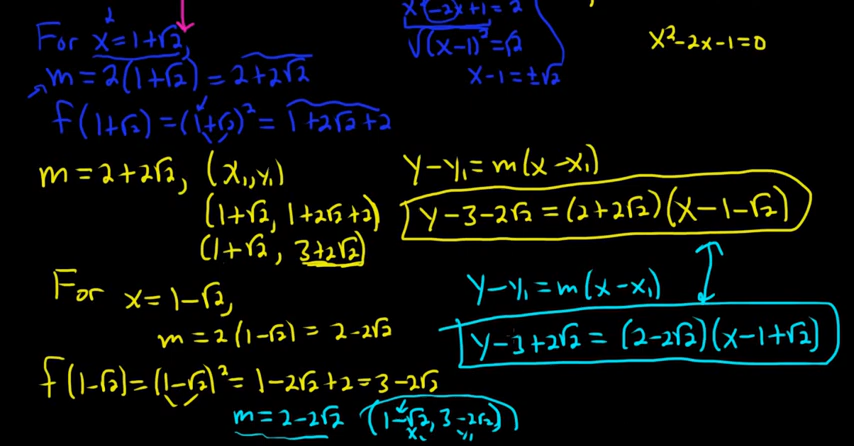 x² -2x+1 = 2
For x = 1+√2,
√(x-1)² = √2
x² - 2x - 1 = 0
m = 2(1+√2) = 2+2√2
x - 1 = ±√2
f(1+√2) = (1+√2)² = 1+2√2+2
m = 2+2√2, (x₁, y₁)
y - y₁ = m(x - x₁)
(1+√2, 1+2√2+2)
y - 3 - 2√2 = (2+2√2)(x - 1 - √2)
(1+√2, 3+2√2)
For x = 1-√2,
y - y₁ = m(x - x₁)
m = 2(1-√2) = 2-2√2
y - 3 + 2√2 = (2-2√2)(x - 1 + √2)
f(1-√2) = (1-√2)² = 1-2√2+2 = 3-2√2
m = 2-2√2 (1-√2, 3-2√2)
x₁ y₁